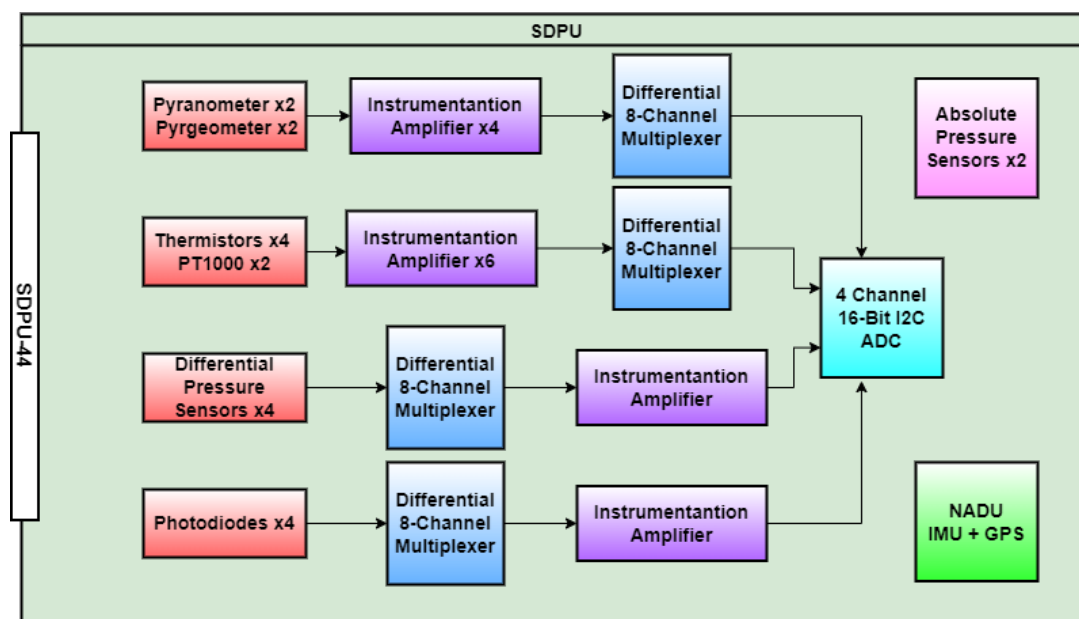 SDPU
SDPU-44
Pyranometer x2
Pyrgeometer x2
Instrumentantion
Amplifier x4
Differential
8-Channel
Multiplexer
Absolute
Pressure
Sensors x2
Thermistors x4
PT1000 x2
Instrumentantion
Amplifier x6
Differential
8-Channel
Multiplexer
4 Channel
16-Bit I2C
ADC
Differential
Pressure
Sensors x4
Differential
8-Channel
Multiplexer
Instrumentantion
Amplifier
Photodiodes x4
Differential
8-Channel
Multiplexer
Instrumentantion
Amplifier
NADU
IMU + GPS